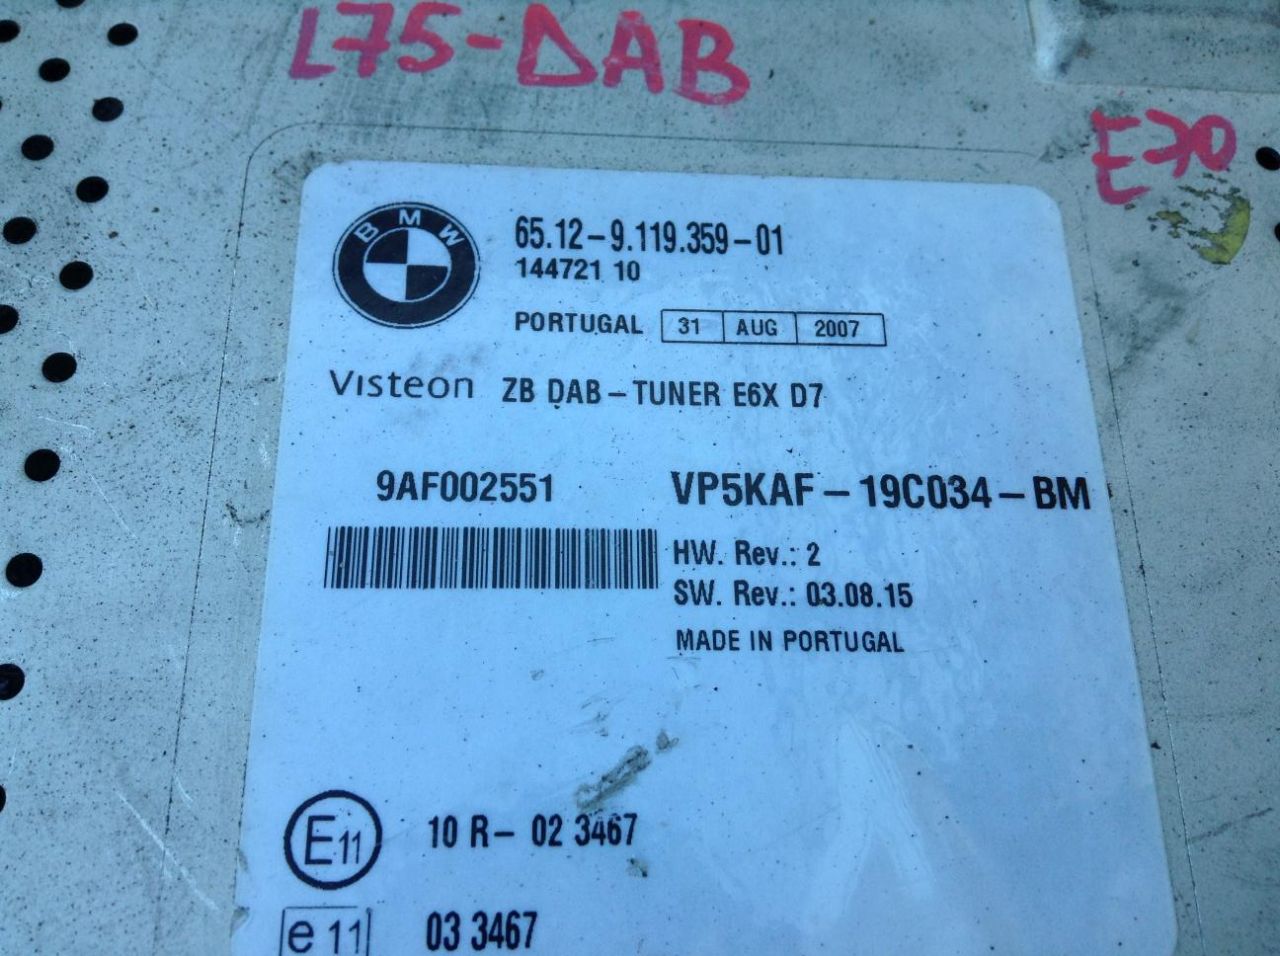 L75-DAB
E70
BMW
65.12-9.119.359-01
144721 10
PORTUGAL 31 AUG 2007
Visteon ZB DAB-TUNER E6X D7
9AF002551 VP5KAF-19C034-BM
HW. Rev.: 2
SW. Rev.: 03.08.15
MADE IN PORTUGAL
E11 10 R-02 3467
e11 03 3467